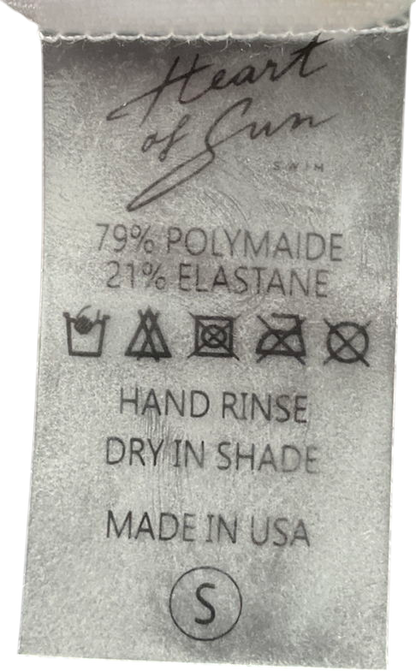 Heart
of Sun
SWIM
79% POLYMAIDE
21% ELASTANE
HAND RINSE
DRY IN SHADE
MADE IN USA
S